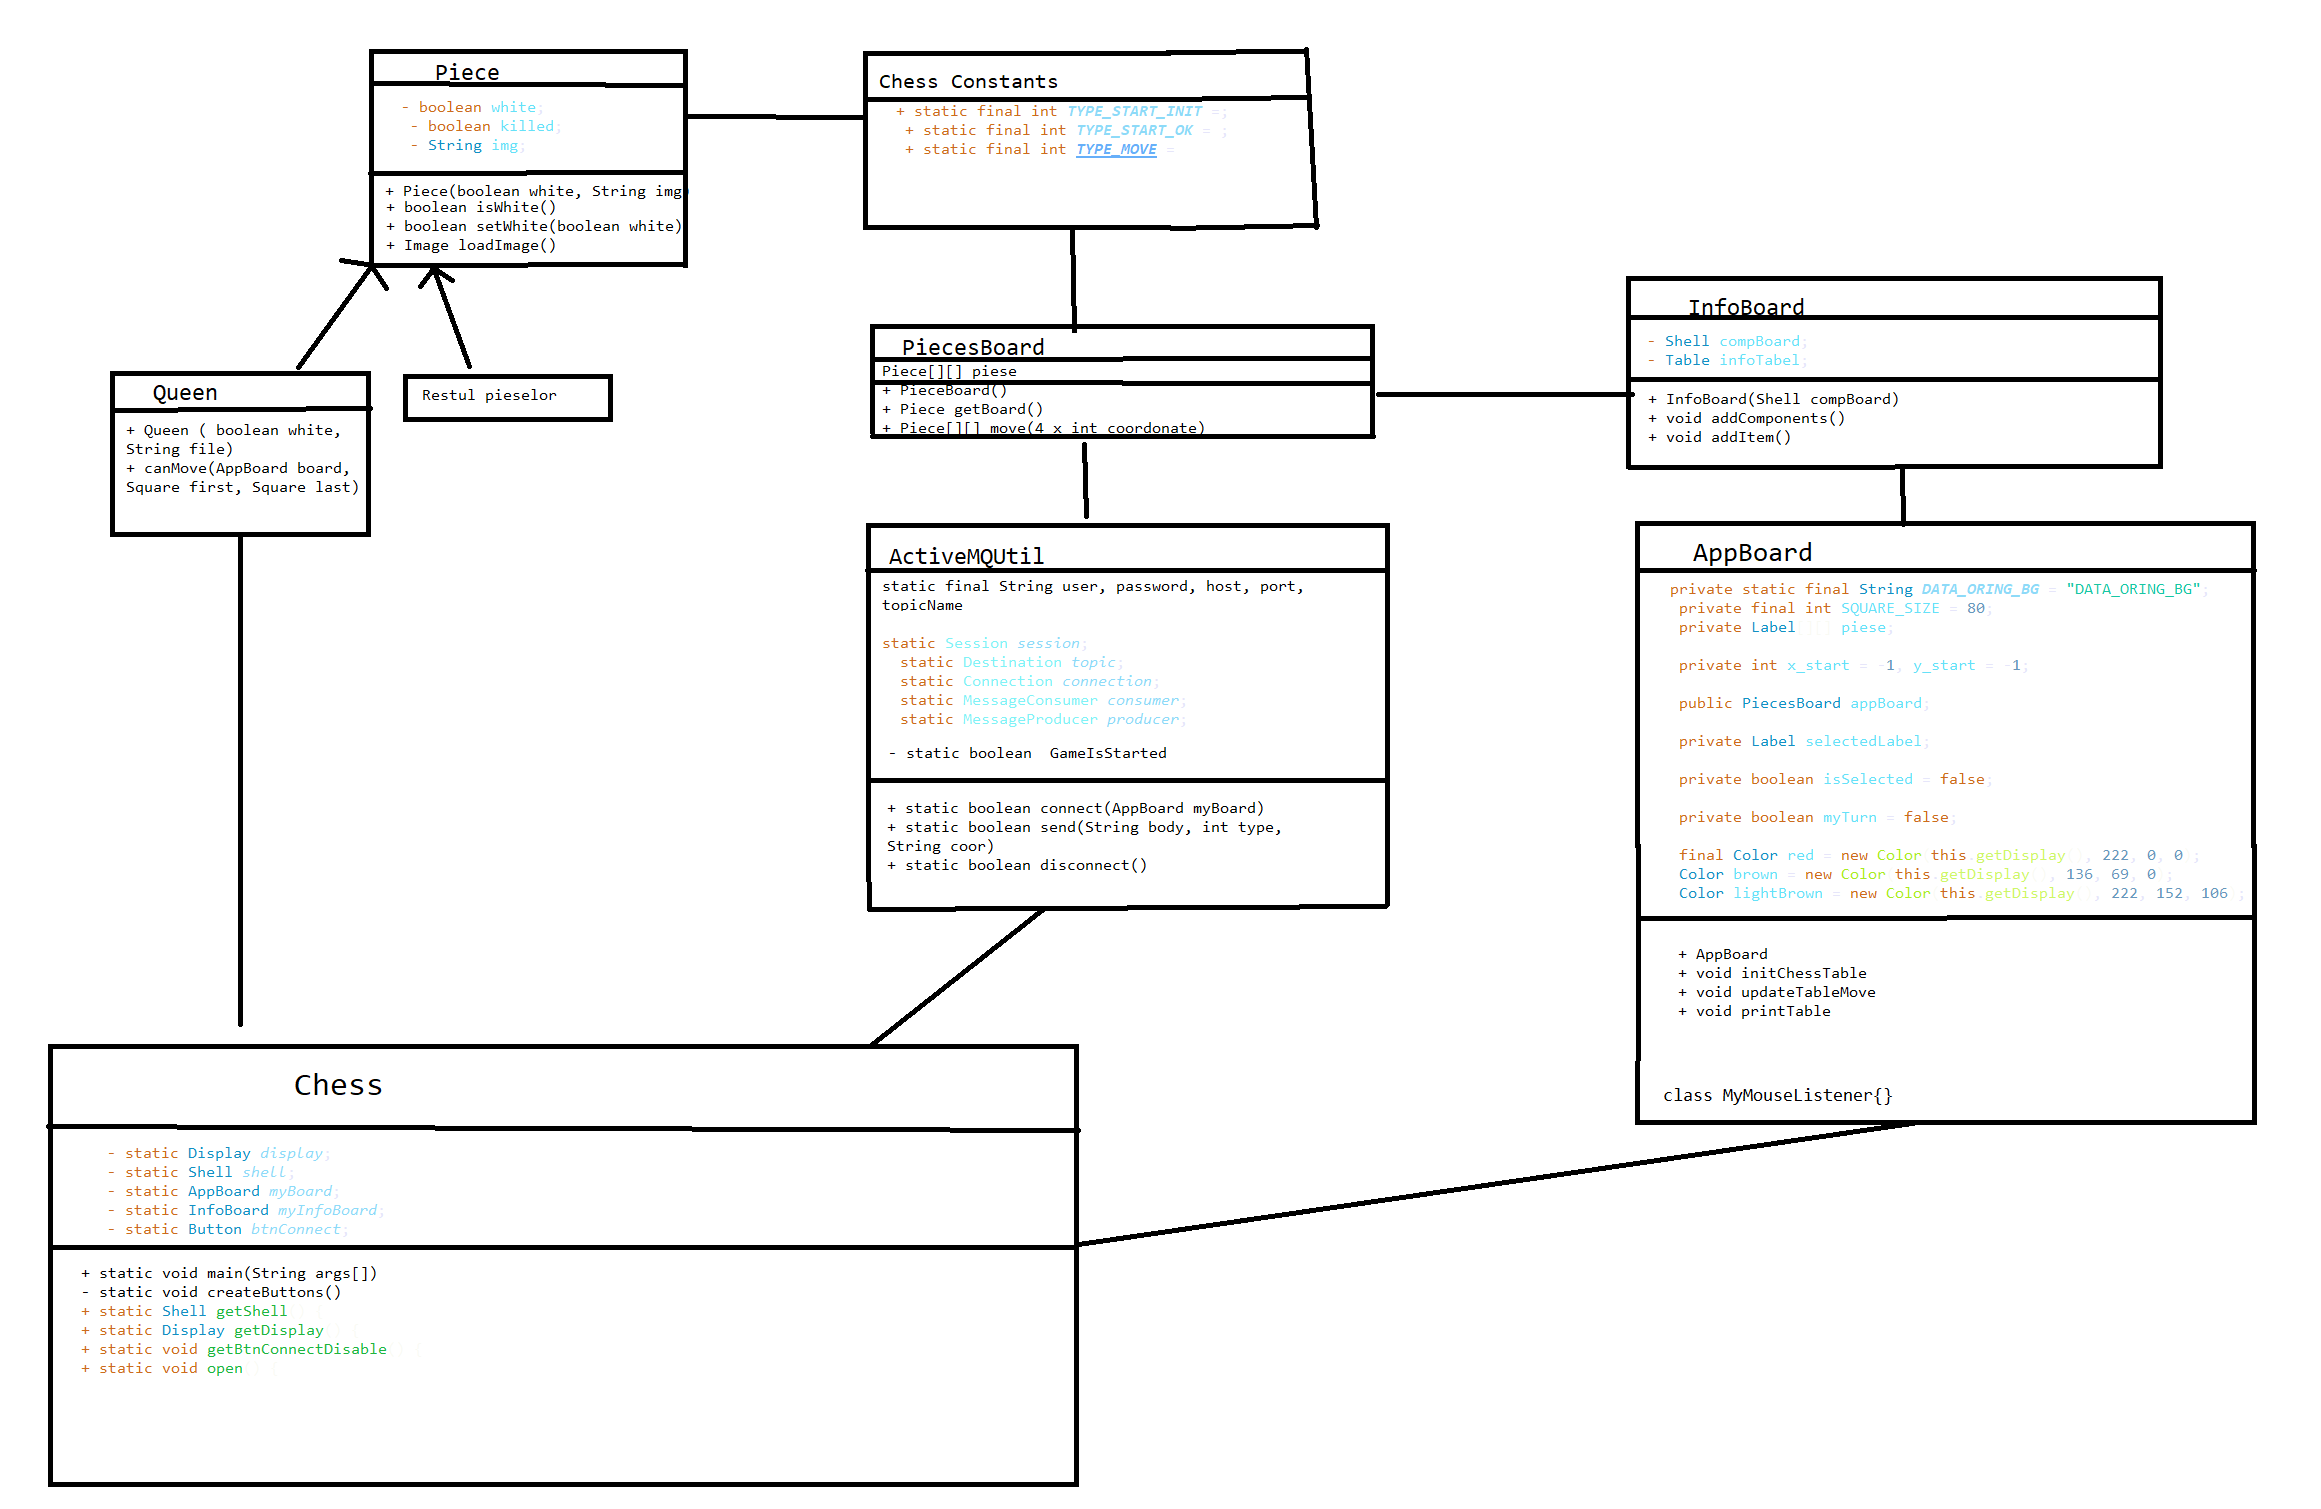 Piece
- boolean white;
- boolean killed;
- String img;
+ Piece(boolean white, String img)
+ boolean isWhite()
+ boolean setWhite(boolean white)
+ Image loadImage()
Chess Constants
+ static final int TYPE_START_INIT =;
+ static final int TYPE_START_OK = ;
+ static final int TYPE_MOVE =
Queen
+ Queen ( boolean white,
String file)
+ canMove(AppBoard board,
Square first, Square last)
Restul pieselor
PiecesBoard
Piece[][] piese
+ PieceBoard()
+ Piece getBoard()
+ Piece[][] move(4 x int coordonate)
InfoBoard
- Shell compBoard;
- Table infoTabel;
+ InfoBoard(Shell compBoard)
+ void addComponents()
+ void addItem()
ActiveMQUtil
static final String user, password, host, port,
topicName
static Session session;
static Destination topic;
static Connection connection;
static MessageConsumer consumer;
static MessageProducer producer;
- static boolean GameIsStarted
+ static boolean connect(AppBoard myBoard)
+ static boolean send(String body, int type,
String coor)
+ static boolean disconnect()
AppBoard
private static final String DATA_ORING_BG = "DATA_ORING_BG";
private final int SQUARE_SIZE = 80;
private Label piese;
private int x_start = -1, y_start = -1;
public PiecesBoard appBoard;
private Label selectedLabel;
private boolean isSelected = false;
private boolean myTurn = false;
final Color red = new Color this.getDisplay , 222, 0, 0 ;
Color brown = new Color this.getDisplay , 136, 69, 0 ;
Color lightBrown = new Color this.getDisplay , 222, 152, 106 ;
+ AppBoard
+ void initChessTable
+ void updateTableMove
+ void printTable
class MyMouseListener{}
Chess
- static Display display;
- static Shell shell;
- static AppBoard myBoard;
- static InfoBoard myInfoBoard;
- static Button btnConnect;
+ static void main(String args[])
- static void createButtons()
+ static Shell getShell
+ static Display getDisplay
+ static void getBtnConnectDisable
+ static void open